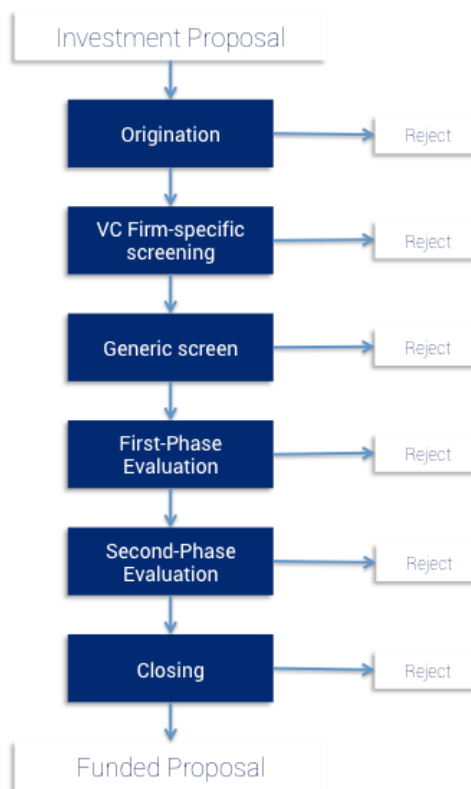 Investment Proposal
Origination
Reject
VC Firm-specific
screening
Reject
Generic screen
Reject
First-Phase
Evaluation
Reject
Second-Phase
Evaluation
Reject
Closing
Reject
Funded Proposal